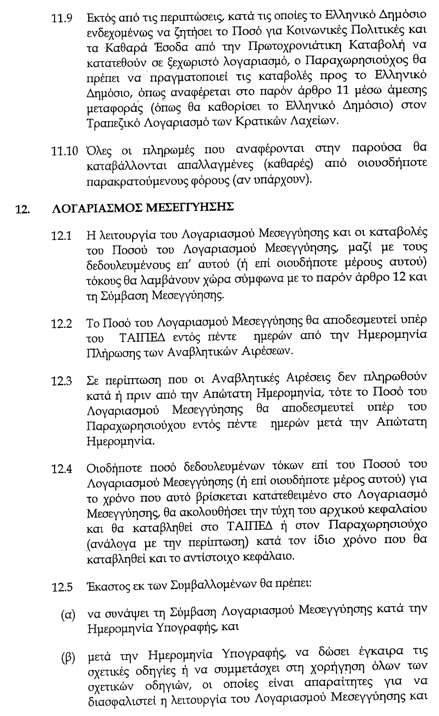 11.9 Εκτός από τις περιπτώσεις, κατά τις οποίες το Ελληνικό Δημόσιο
ενδεχομένως να ζητήσει το Ποσό για Κοινωνικές Πολιτικές και
τα Καθαρά Έσοδα από την Πρωτοχρονιάτικη Καταβολή να
κατατεθούν σε ξεχωριστό λογαριασμό, ο Παραχωρησιούχος θα
πρέπει να πραγματοποιεί τις καταβολές προς το Ελληνικό
Δημόσιο, όπως αναφέρεται στο παρόν άρθρο 11 μέσω άμεσης
μεταφοράς (όπως θα καθορίσει το Ελληνικό Δημόσιο) στον
Τραπεζικό Λογαριασμό των Κρατικών Λαχείων.
11.10 Όλες οι πληρωμές που αναφέρονται στην παρούσα θα
καταβάλλονται απαλλαγμένες (καθαρές) από οιουσδήποτε
παρακρατούμενους φόρους (αν υπάρχουν).
12. ΛΟΓΑΡΙΑΣΜΟΣ ΜΕΣΕΓΓΥΗΣΗΣ
12.1 Η λειτουργία του Λογαριασμού Μεσεγγύησης και οι καταβολές
του Ποσού του Λογαριασμού Μεσεγγύησης, μαζί με τους
δεδουλευμένους επ' αυτού (ή επί οιουδήποτε μέρους αυτού)
τόκους θα λαμβάνουν χώρα σύμφωνα με το παρόν άρθρο 12 και
τη Σύμβαση Μεσεγγύησης.
12.2 Το Ποσό του Λογαριασμού Μεσεγγύησης θα αποδεσμευτεί υπέρ
του ΤΑΙΠΕΔ εντός πέντε ημερών από την Ημερομηνία
Πλήρωσης των Αναβλητικών Αιρέσεων.
12.3 Σε περίπτωση που οι Αναβλητικές Αιρέσεις δεν πληρωθούν
κατά ή πριν από την Απώτατη Ημερομηνία, τότε το Ποσό του
Λογαριασμού Μεσεγγύησης θα αποδεσμευτεί υπέρ του
Παραχωρησιούχου εντός πέντε ημερών μετά την Απώτατη
Ημερομηνία.
12.4 Οιοδήποτε ποσό δεδουλευμένων τόκων επί του Ποσού του
Λογαριασμού Μεσεγγύησης (ή επί οιουδήποτε μέρος αυτού) για
το χρόνο που αυτό βρίσκεται κατατεθειμένο στο Λογαριασμό
Μεσεγγύησης, θα ακολουθήσει την τύχη του αρχικού κεφαλαίου
και θα καταβληθεί στο ΤΑΙΠΕΔ ή στον Παραχωρησιούχο
(ανάλογα με την περίπτωση) κατά τον ίδιο χρόνο που θα
καταβληθεί και το αντίστοιχο κεφάλαιο.
12.5 Έκαστος εκ των Συμβαλλομένων θα πρέπει:
(α) να συνάψει τη Σύμβαση Λογαριασμού Μεσεγγύησης κατά την
Ημερομηνία Υπογραφής, και
(β) μετά την Ημερομηνία Υπογραφής, να δώσει έγκαιρα τις
σχετικές οδηγίες ή να συμμετάσχει στη χορήγηση όλων των
σχετικών οδηγιών, οι οποίες είναι απαραίτητες για να
διασφαλιστεί η λειτουργία του Λογαριασμού Μεσεγγύησης και